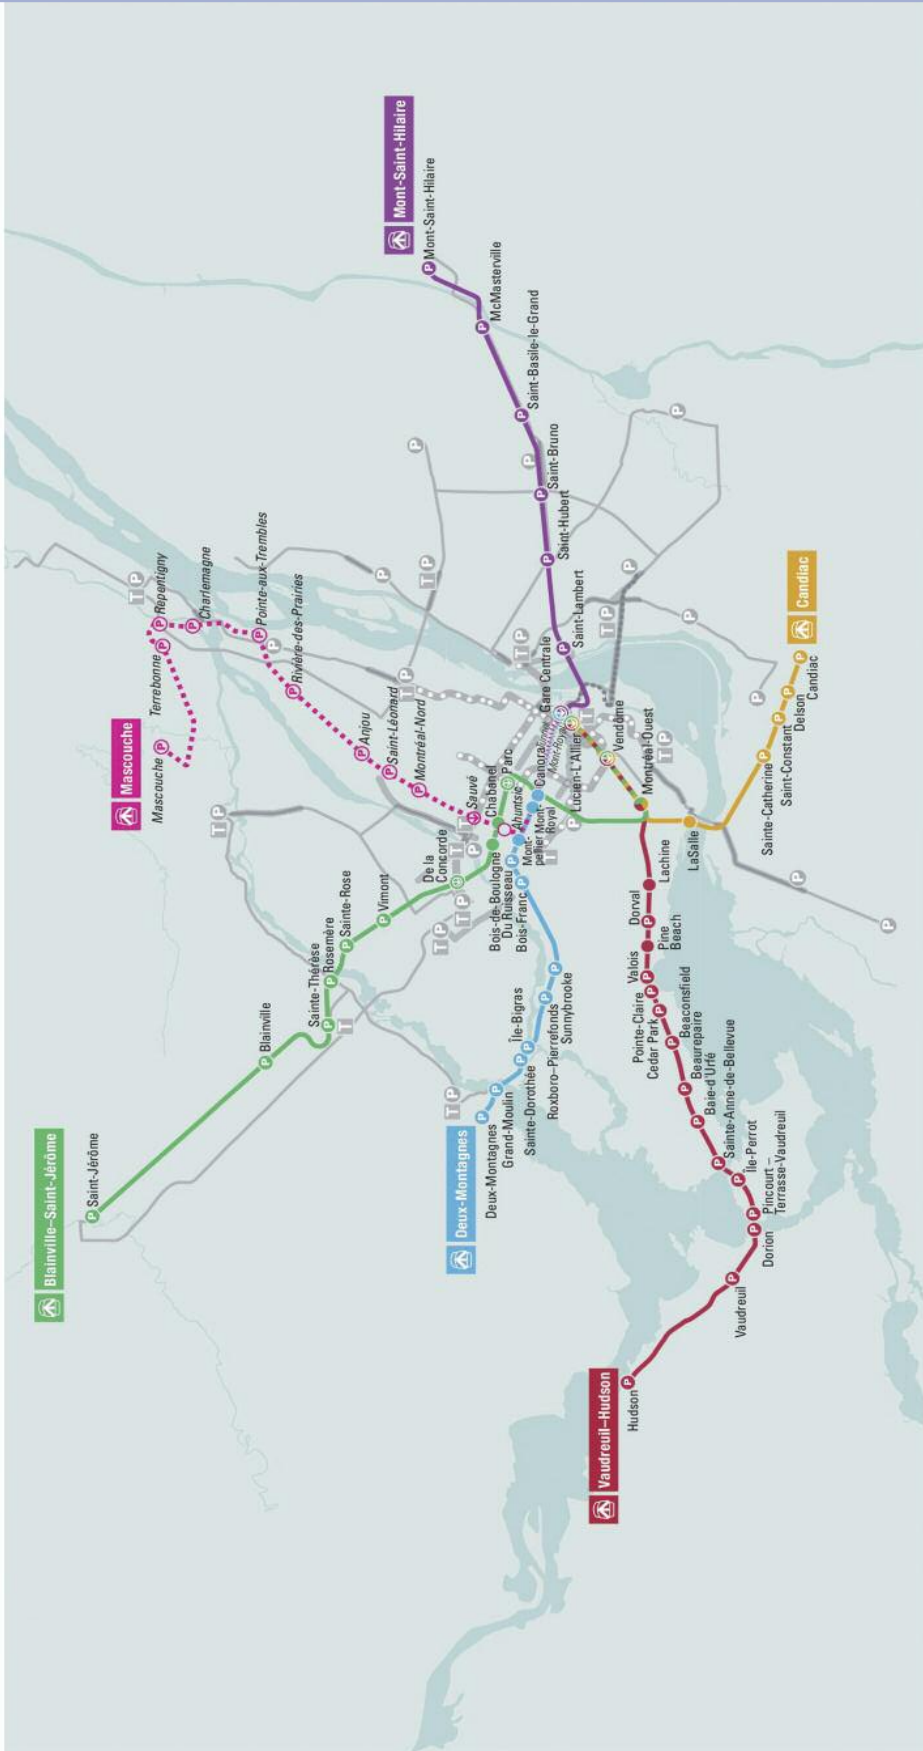 Mont-Saint-Hilaire
Mont-Saint-Hilaire
McMasterville
Saint-Basile-le-Grand
Saint-Bruno
Saint-Hubert
Saint-Lambert
Gare Centrale
Mascouche
Mascouche
Terrebonne
Repentigny
Charlemagne
Pointe-aux-Trembles
Rivière-des-Prairies
Anjou
Saint-Léonard
Montréal-Nord
Sauvé
Ahuntsic
Candiac
Candiac
Delson
Saint-Constant
Sainte-Catherine
LaSalle
Montréal-Ouest
Vendôme
Lucien-L'Allier
Blainville–Saint-Jérôme
Saint-Jérôme
Blainville
Sainte-Thérèse
Rosemère
Sainte-Rose
Vimont
De la
Concorde
Bois-de-Boulogne
Chabanel
Parc
Deux-Montagnes
Deux-Montagnes
Grand-Moulin
Sainte-Dorothée
Île-Bigras
Roxboro–Pierrefonds
Sunnybrooke
Bois-Franc
Du Ruisseau
Mont-
pellier
Mont-
Royal
Canora
Mont-Royal
Vaudreuil–Hudson
Hudson
Vaudreuil
Dorion
Pincourt –
Terrasse-Vaudreuil
Île-Perrot
Sainte-Anne-de-Bellevue
Baie-d'Urfé
Beaurepaire
Beaconsfield
Cedar Park
Pointe-Claire
Valois
Pine
Beach
Dorval
Lachine